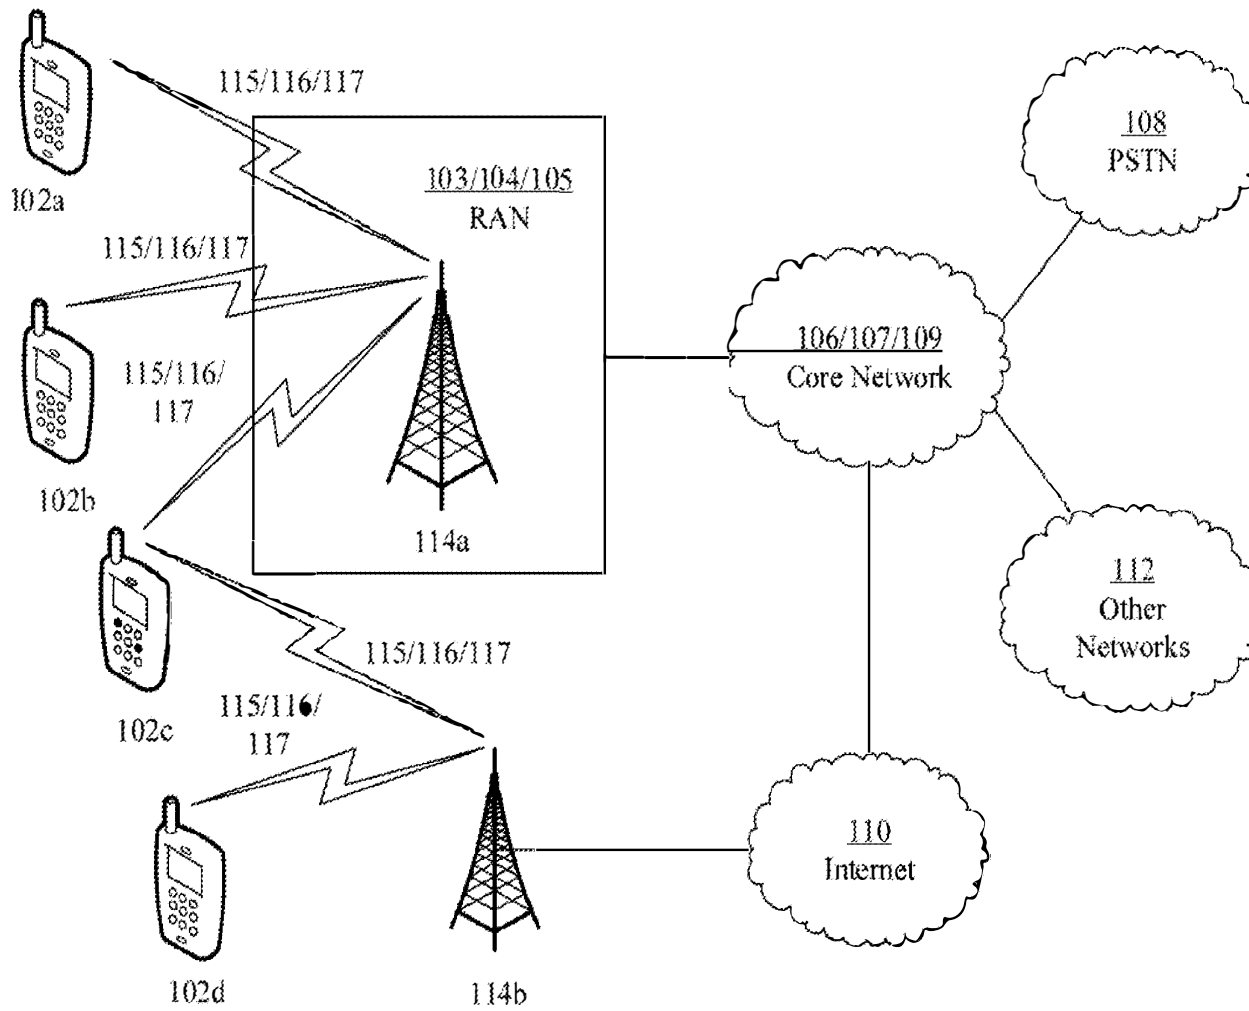 115/116/117
108
PSTN
103/104/105
RAN
102a
115/116/117
106/107/109
Core Network
115/116/
117
102b
114a
112
Other
Networks
115/116/117
115/116/
117
102c
110
Internet
102d
114b